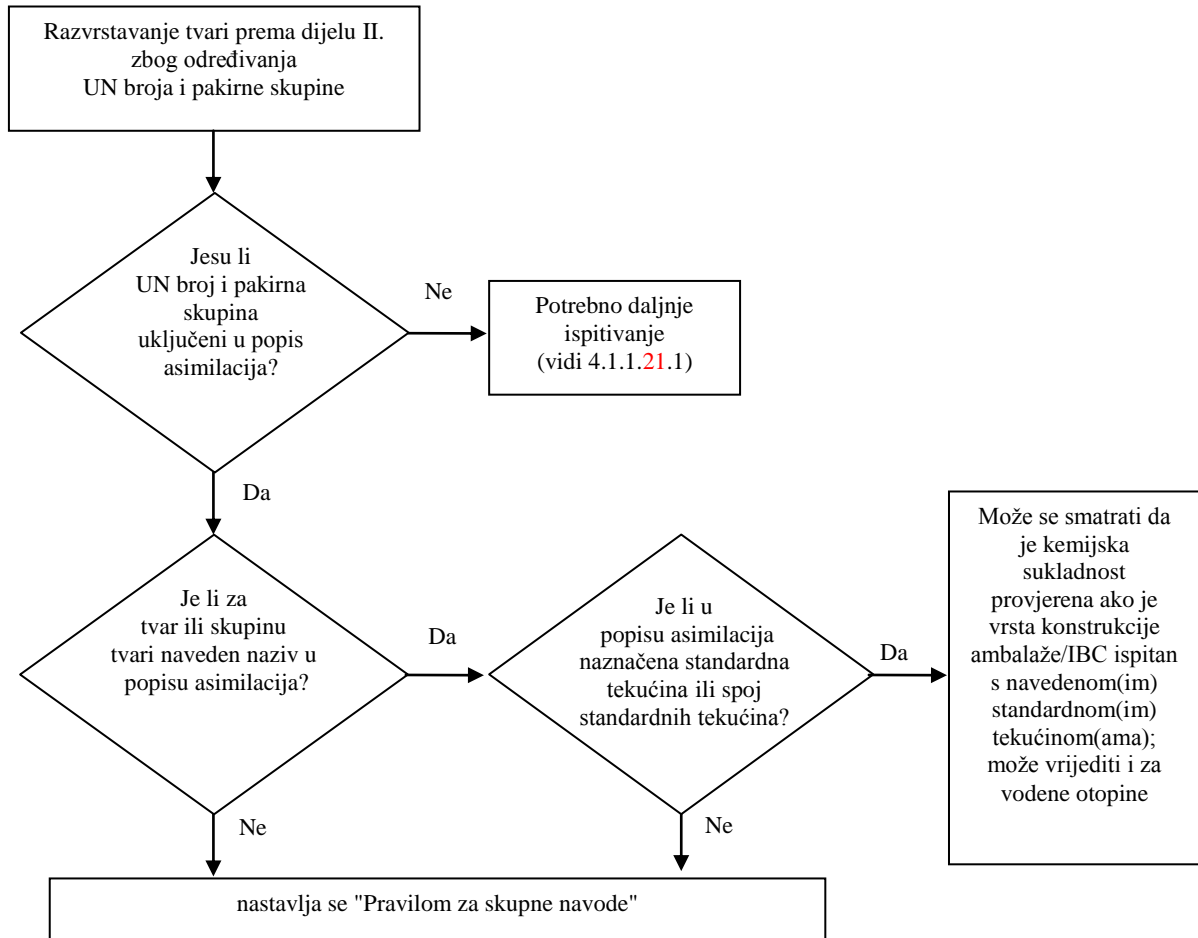 Razvrstavanje tvari prema dijelu II.
zbog određivanja
UN broja i pakirne skupine
Jesu li
UN broj i pakirna
skupina
uključeni u popis
asimilacija?
Ne
Potrebno daljnje
ispitivanje
(vidi 4.1.1.21.1)
Da
Je li za
tvar ili skupinu
tvari naveden naziv u
popisu asimilacija?
Da
Je li u
popisu asimilacija
naznačena standardna
tekućina ili spoj
standardnih tekućina?
Da
Može se smatrati da
je kemijska
sukladnost
provjerena ako je
vrsta konstrukcije
ambalaže/IBC ispitan
s navedenom(im)
standardnom(im)
tekućinom(ama);
može vrijediti i za
vodene otopine
Ne
Ne
nastavlja se "Pravilom za skupne navode"